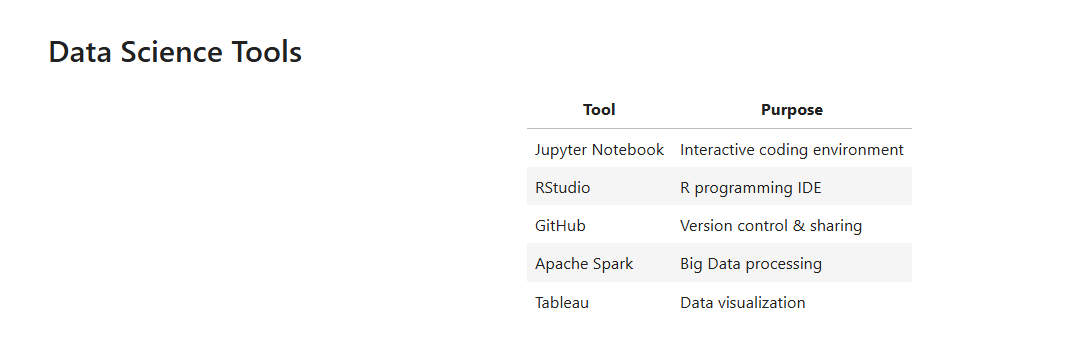 Data Science Tools
Tool Purpose
Jupyter Notebook Interactive coding environment
RStudio R programming IDE
GitHub Version control & sharing
Apache Spark Big Data processing
Tableau Data visualization